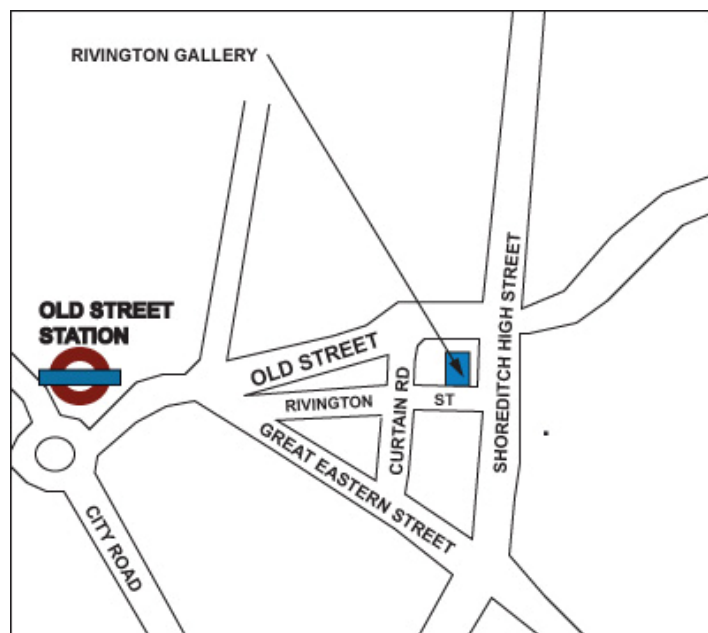 RIVINGTON GALLERY
OLD STREET
STATION
OLD STREET
SHOREDITCH HIGH STREET
RIVINGTON
ST
CURTAIN RD
GREAT EASTERN STREET
CITY ROAD